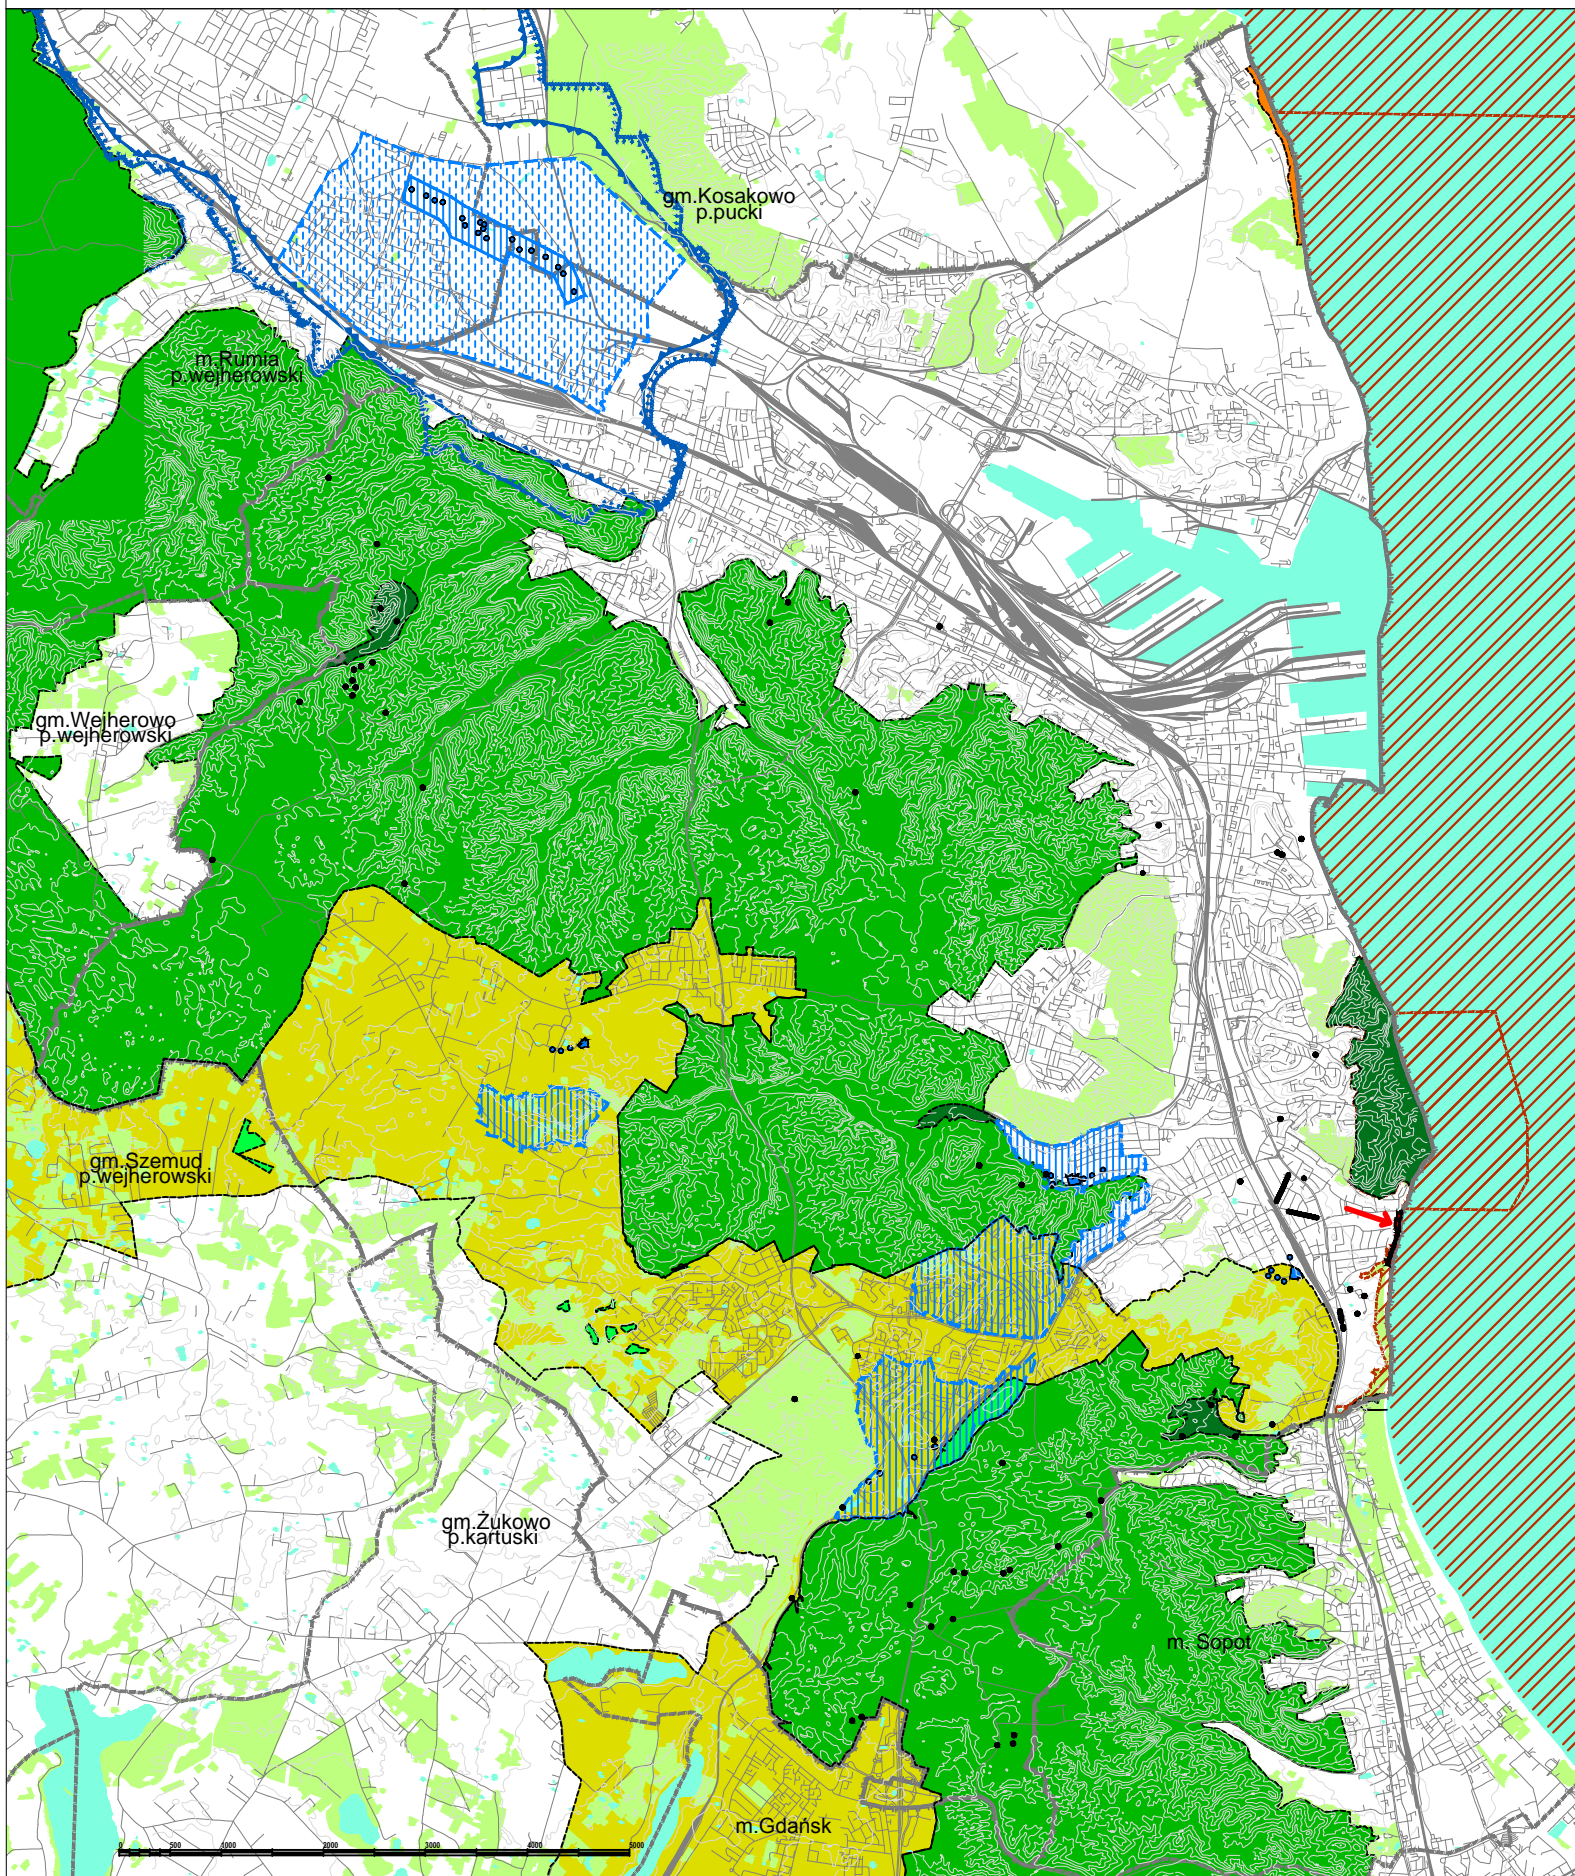 gm.Kosakowo
p.pucki
m.Rumia
p.wejherowski
gm.Wejherowo
p.wejherowski
gm.Szemud
p.wejherowski
gm.Żukowo
p.kartuski
m. Sopot
m.Gdańsk
0 500 1000 2000 3000 4000 5000